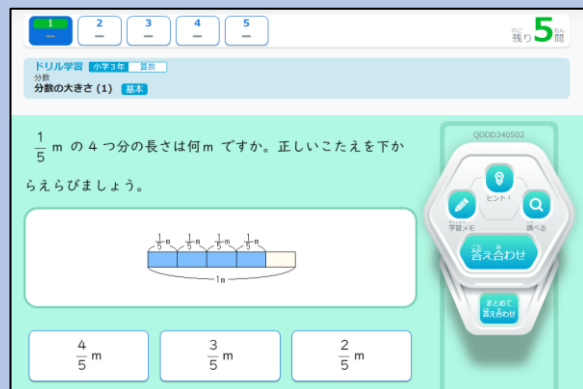 1 2 3 4 5
残り5問
ドリル学習 小学3年 算数
分数
分数の大きさ (1) 基本
QDDD340502
1/5 m の 4 つ分の長さは何m ですか。正しいこたえを下か
らえらびましょう。
ヒント!
学習メモ 調べる
答え合わせ
まとめて
答え合わせ
1/5 m 1/5 m 1/5 m 1/5 m
1m
4/5 m 3/5 m 2/5 m